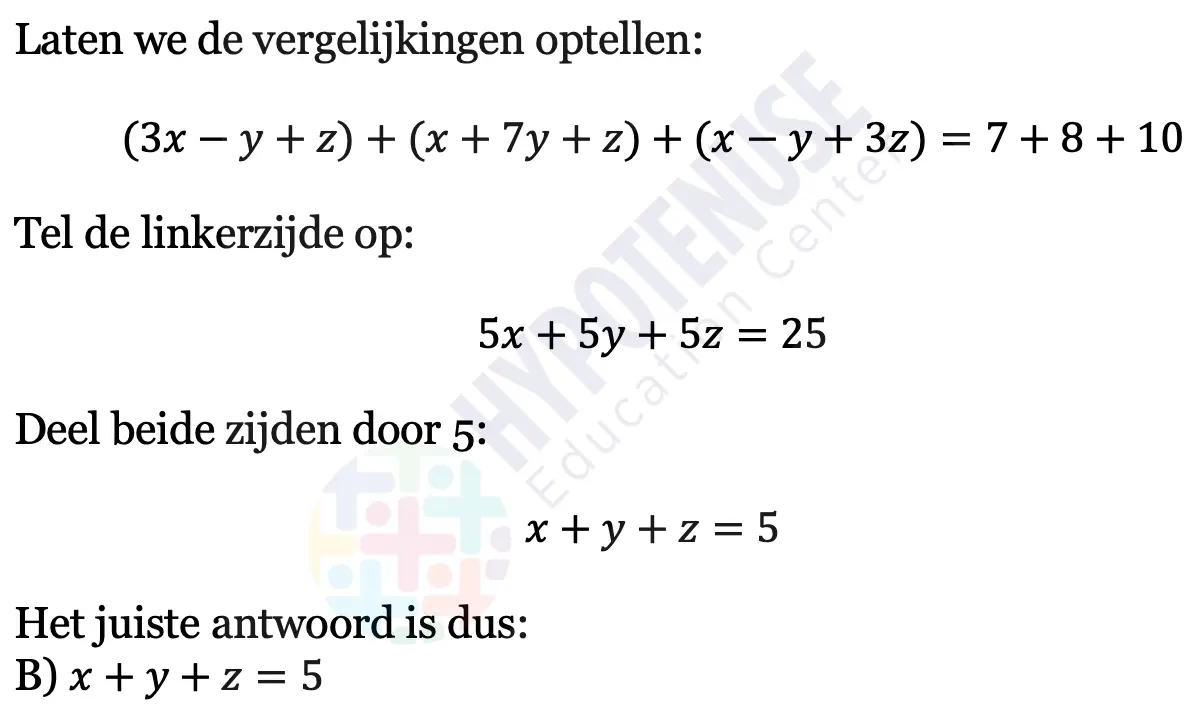 Laten we de vergelijkingen optellen:
(3x − y + z) + (x + 7y + z) + (x − y + 3z) = 7 + 8 + 10
Tel de linkerzijde op:
5x + 5y + 5z = 25
Deel beide zijden door 5:
x + y + z = 5
Het juiste antwoord is dus:
B) x + y + z = 5
HYPOTENUSE
Education Center